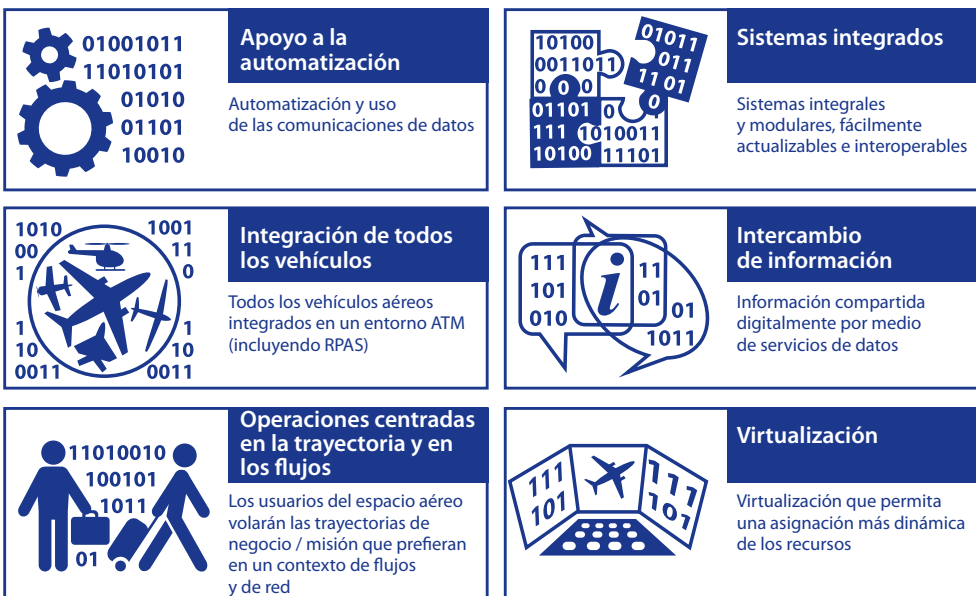 01001011
11010101
01010
01101
10010
Apoyo a la
automatización
Automatización y uso
de las comunicaciones de datos
10100
0011011
0 0 0
01101 0
111 1010011
10100 11101
01011
011
11 01
0
Sistemas integrados
Sistemas integrales
y modulares, fácilmente
actualizables e interoperables
1010 1001
00 11
1 0
1 1
10 10
0011 0011
Integración de todos
los vehículos
Todos los vehículos aéreos
integrados en un entorno ATM
(incluyendo RPAS)
111
101
010
i
11
01
01
1011
Intercambio
de información
Información compartida
digitalmente por medio
de servicios de datos
11010010
100101
1011
01
Operaciones centradas
en la trayectoria y en
los flujos
Los usuarios del espacio aéreo
volarán las trayectorias de
negocio / misión que prefieran
en un contexto de flujos
y de red
111
101
111
101
Virtualización
Virtualización que permita
una asignación más dinámica
de los recursos